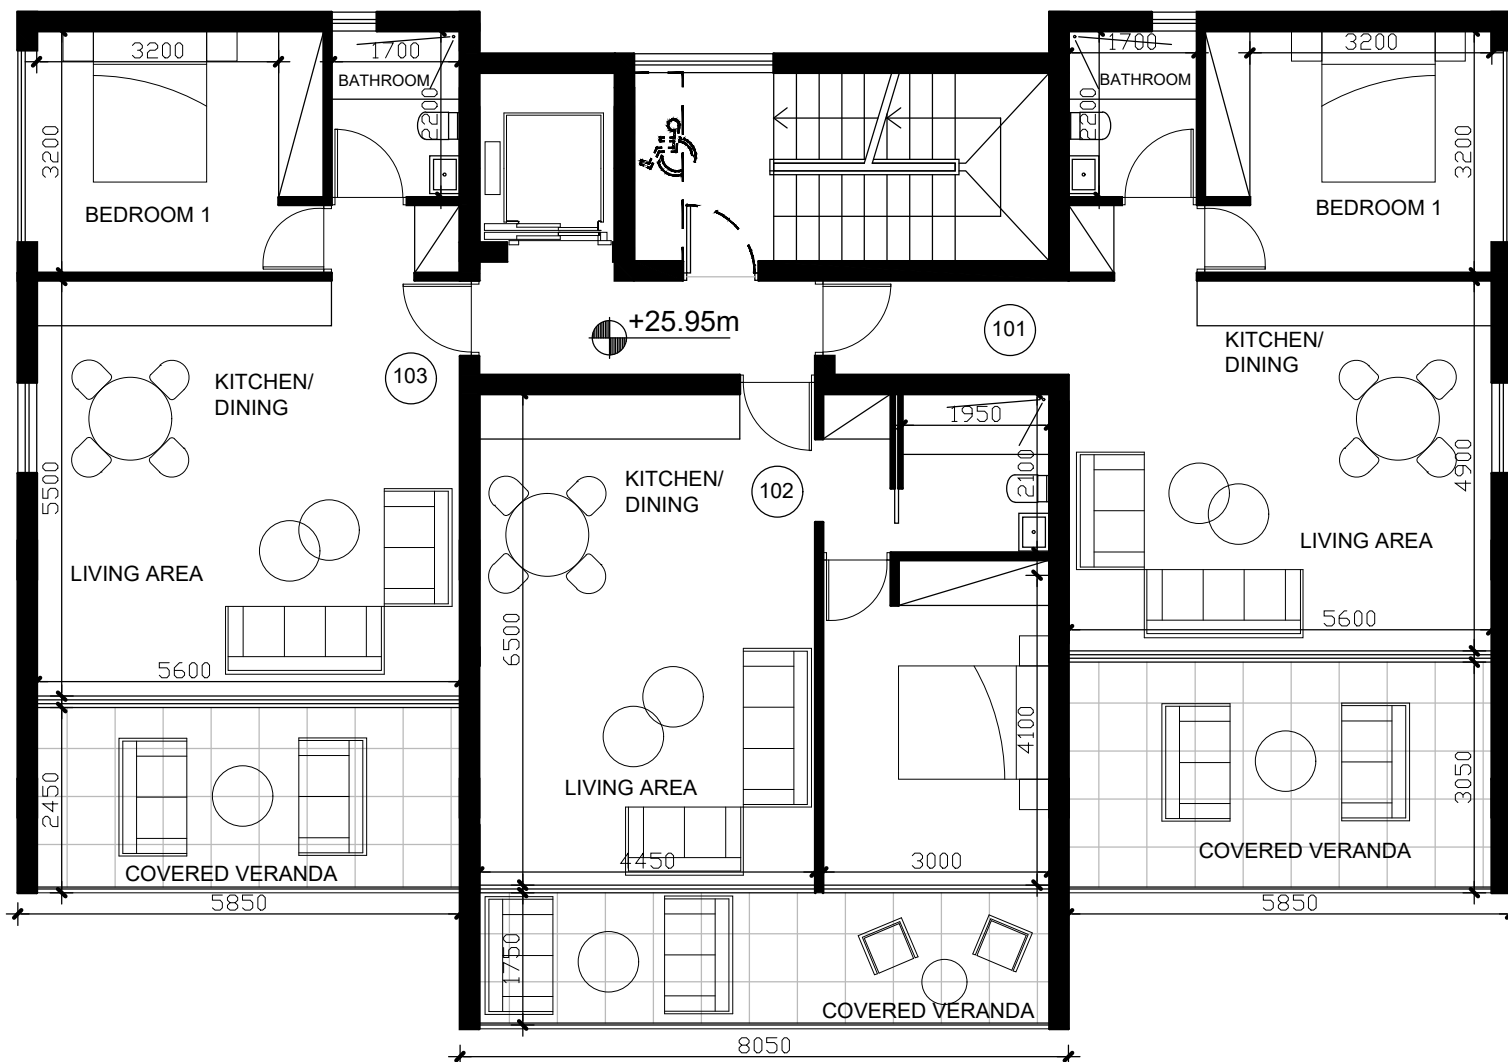 3200
1700
1700
3200
BATHROOM
BATHROOM
2200
2200
3200
3200
BEDROOM 1
BEDROOM 1
+25.95m
101
103
KITCHEN/
DINING
KITCHEN/
DINING
1950
102
KITCHEN/
DINING
2100
4900
5500
LIVING AREA
LIVING AREA
5600
6500
5600
4100
LIVING AREA
2450
3050
4450
3000
COVERED VERANDA
COVERED VERANDA
5850
5850
1750
COVERED VERANDA
8050